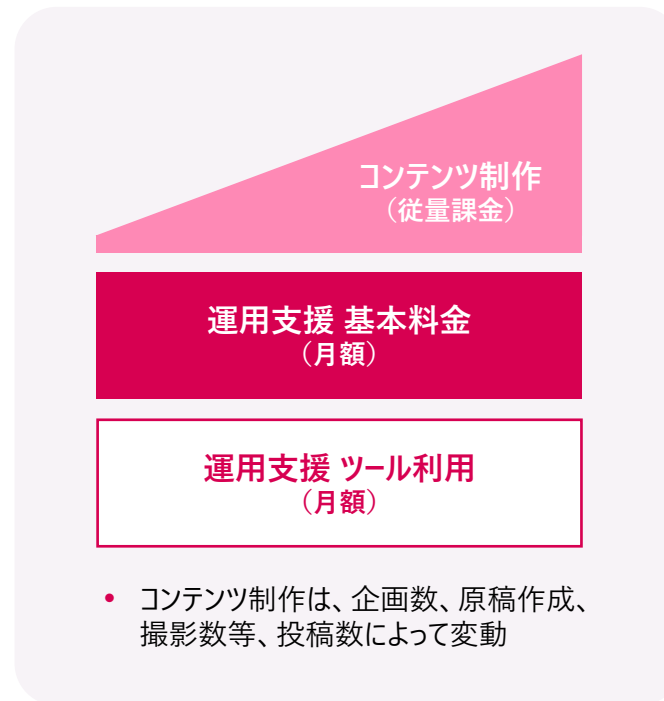 コンテンツ制作
（従量課金）
運用支援 基本料金
（月額）
運用支援 ツール利用
（月額）
• コンテンツ制作は、企画数、原稿作成、
撮影数等、投稿数によって変動